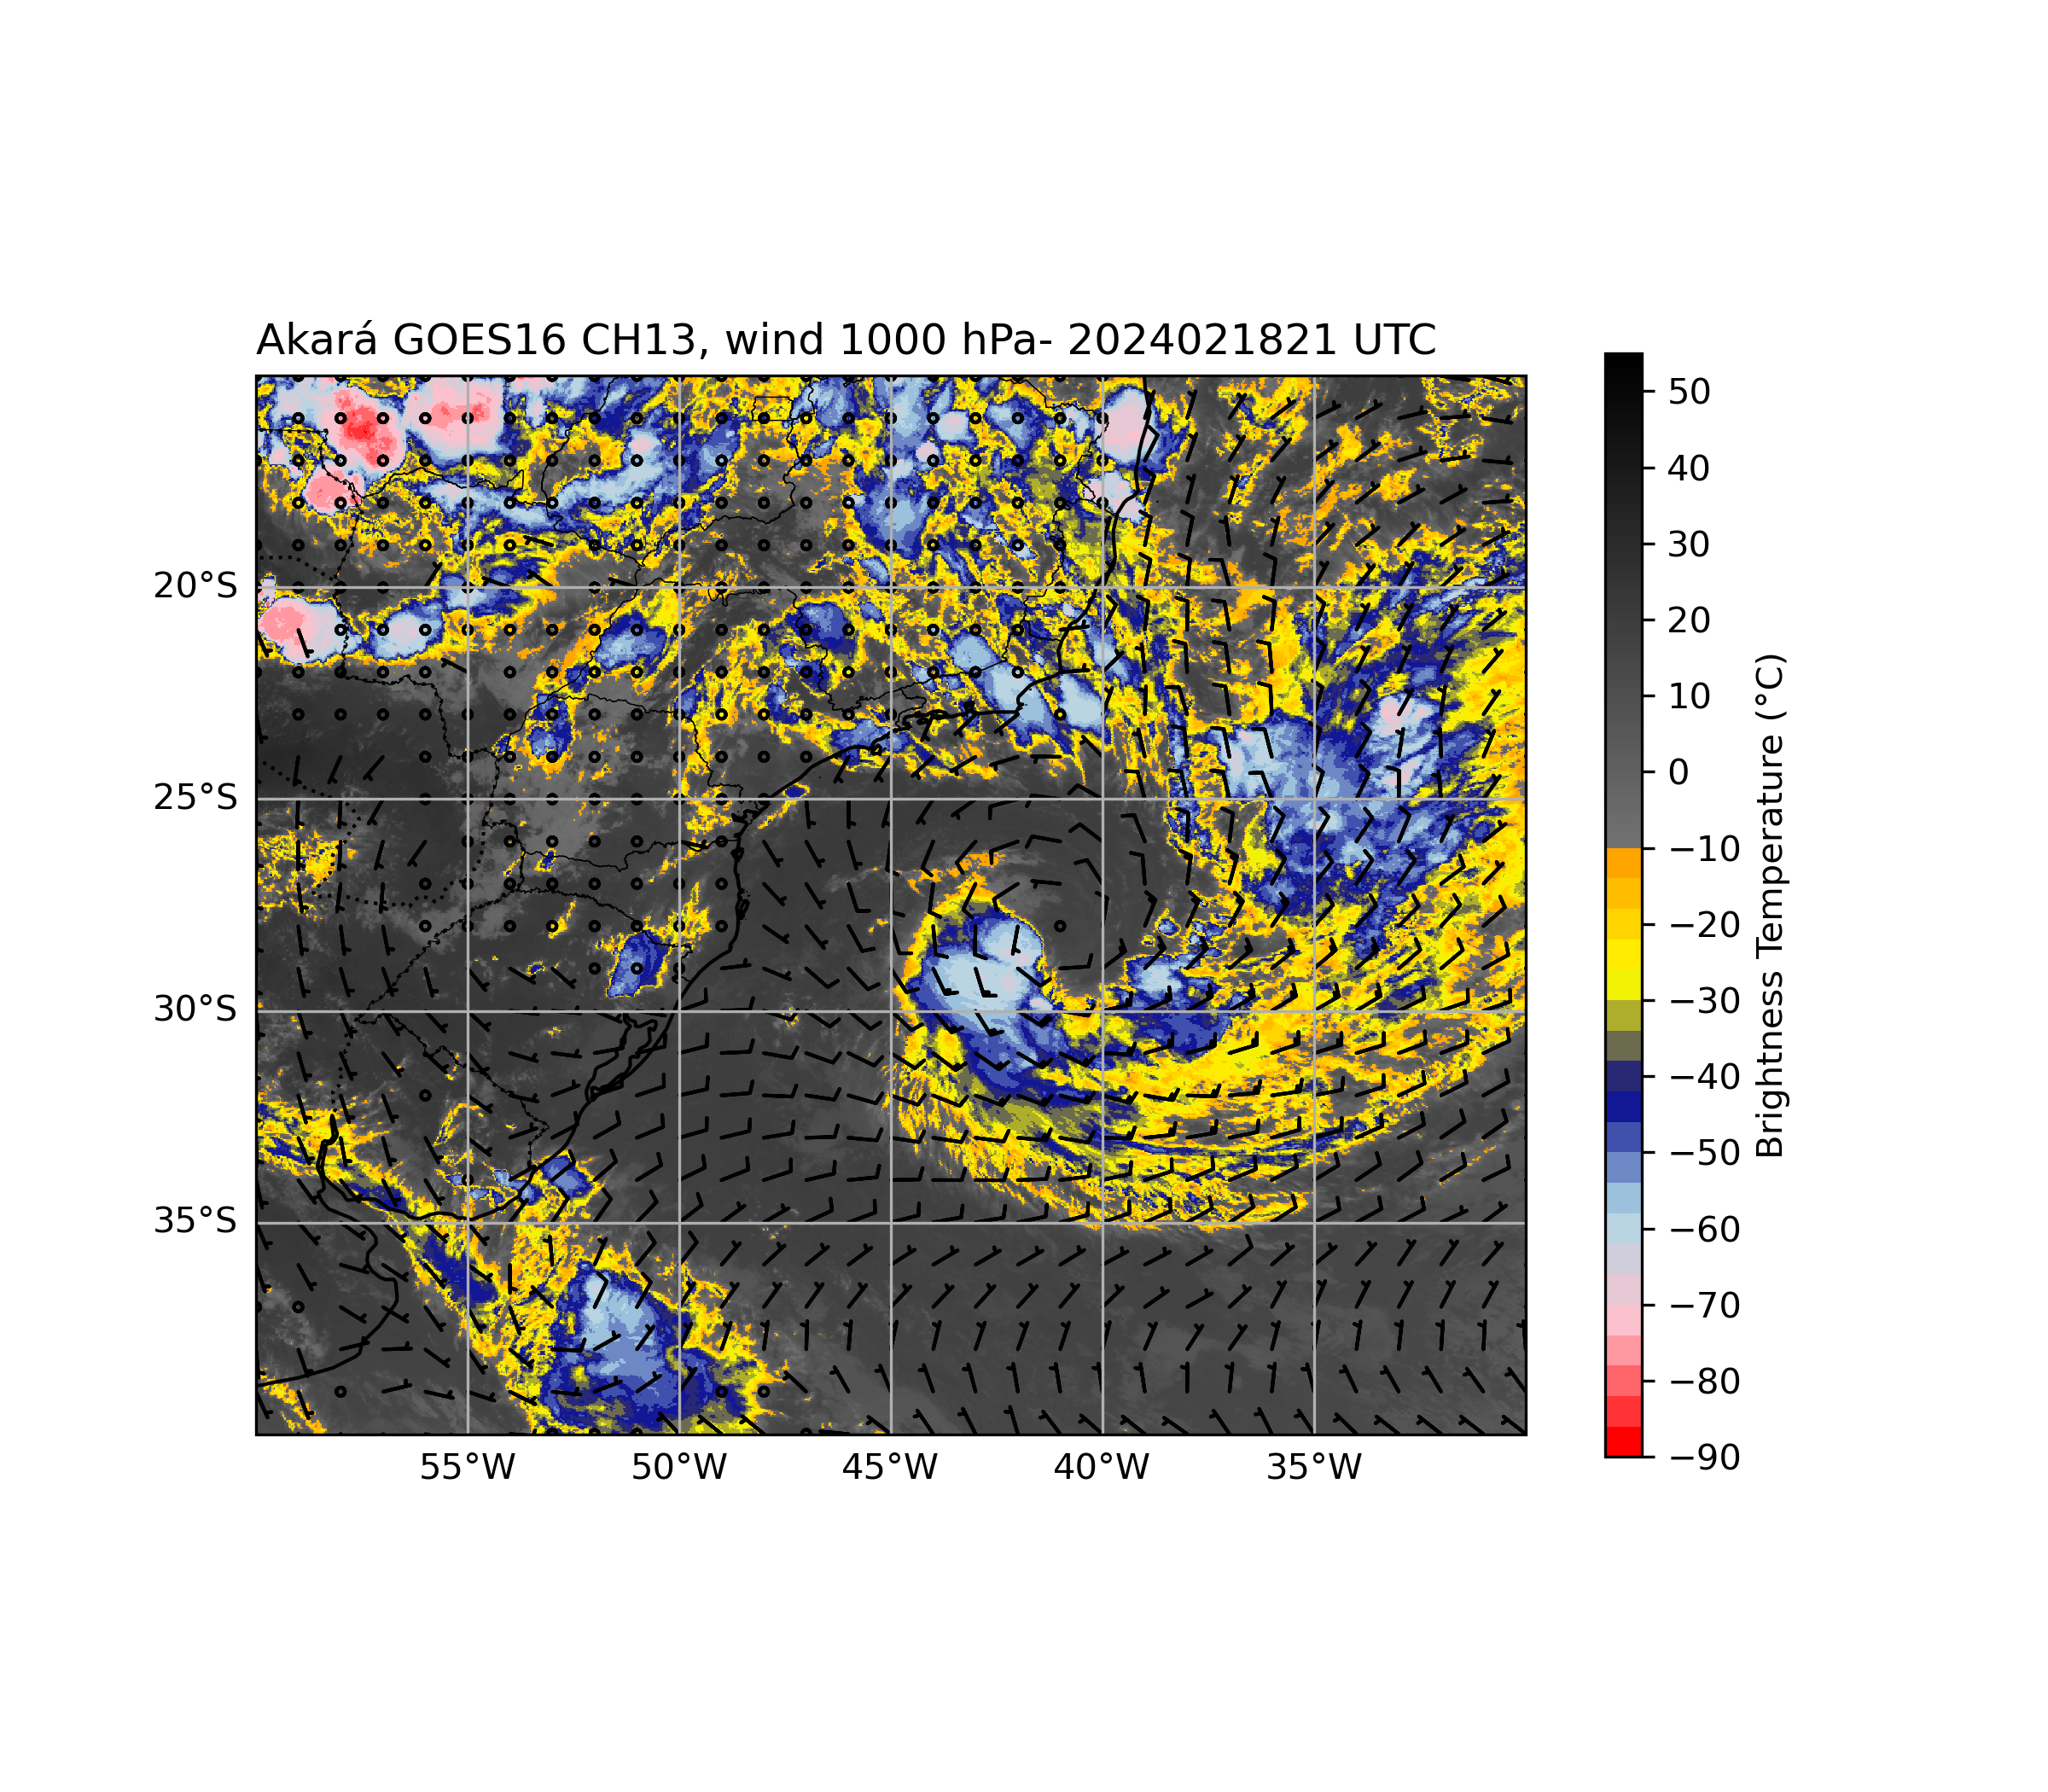 Akará GOES16 CH13, wind 1000 hPa- 2024021821 UTC
20°S
25°S
30°S
35°S
55°W
50°W
45°W
40°W
35°W
50
40
30
20
10
0
−10
−20
−30
−40
−50
−60
−70
−80
−90
Brightness Temperature (°C)